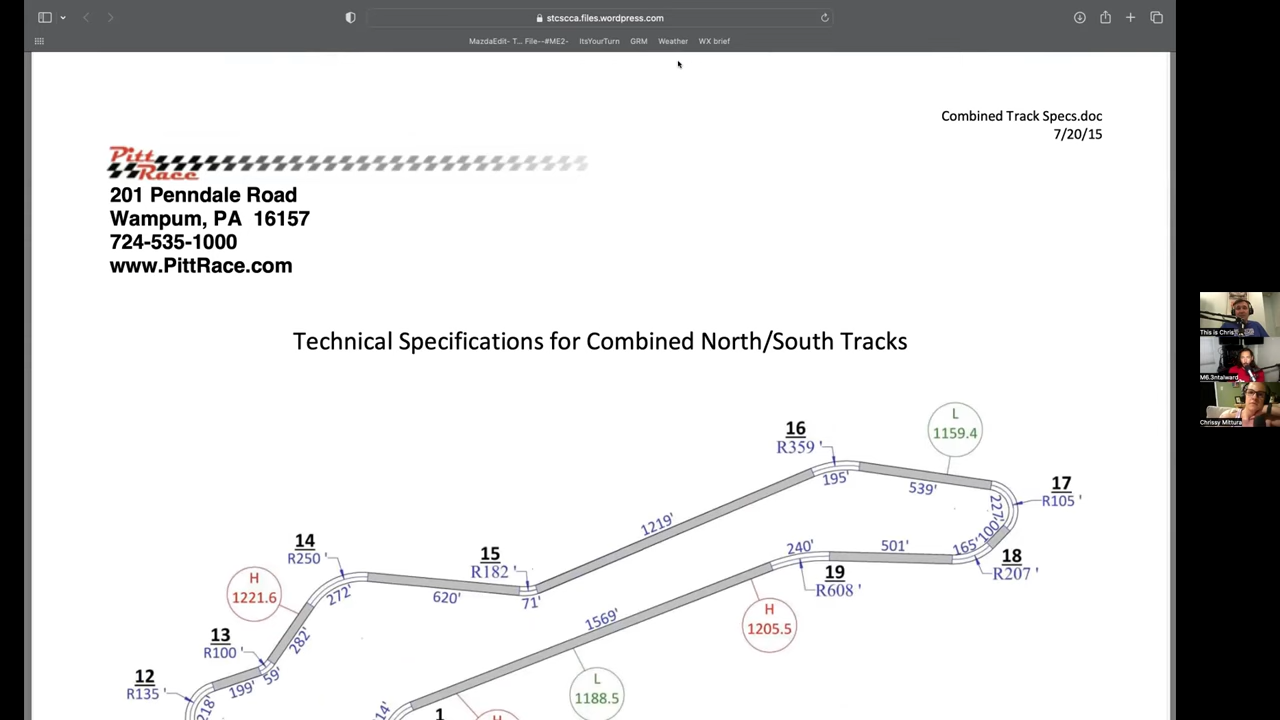 stcscca.files.wordpress.com
MazdaEdit- T... File--#ME2- ItsYourTurn GRM Weather WX brief
Combined Track Specs.doc
7/20/15
Pitt
Race
201 Penndale Road
Wampum, PA 16157
724-535-1000
www.PittRace.com
Technical Specifications for Combined North/South Tracks
L
1159.4
16
R359 '
195'
539'
17
R105 '
227'
100'
165'
18
R207 '
1219'
14
R250 '
272'
15
R182 '
71'
620'
240'
501'
19
R608 '
H
1221.6
282'
13
R100 '
59'
12
R135 '
199'
218'
1569'
H
1205.5
L
1188.5
1
H
This is Chris
M6.3ntalward
Chrissy Mittura